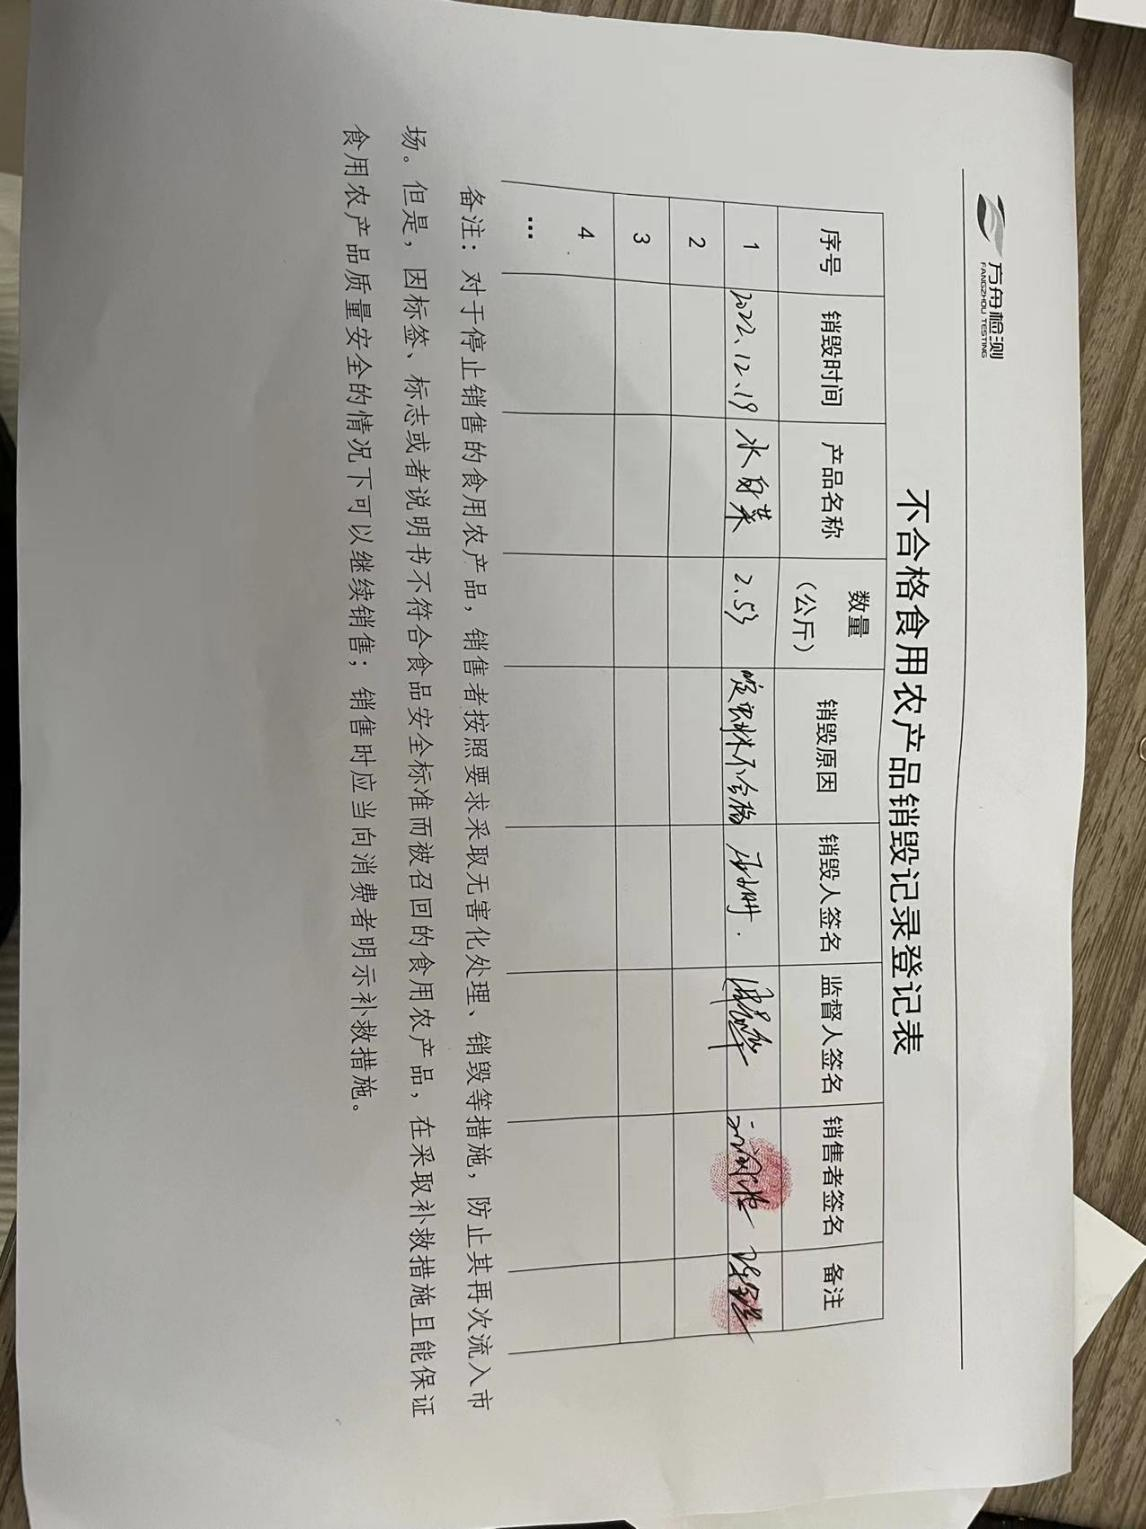 方舟检测
FANGZHOU TESTING
不合格食用农产品销毁记录登记表
序号 销毁时间 产品名称 数量（公斤） 销毁原因 销毁人签名 监督人签名 销售者签名 备注
1 2022.12.19 水白菜 2.53 啶虫脒不合格
2
3
4
…
备注：对于停止销售的食用农产品，销售者按照要求采取无害化处理、销毁等措施，防止其再次流入市
场。但是，因标签、标志或者说明书不符合食品安全标准而被召回的食用农产品，在采取补救措施且能保证
食用农产品质量安全的情况下可以继续销售；销售时应当向消费者明示补救措施。